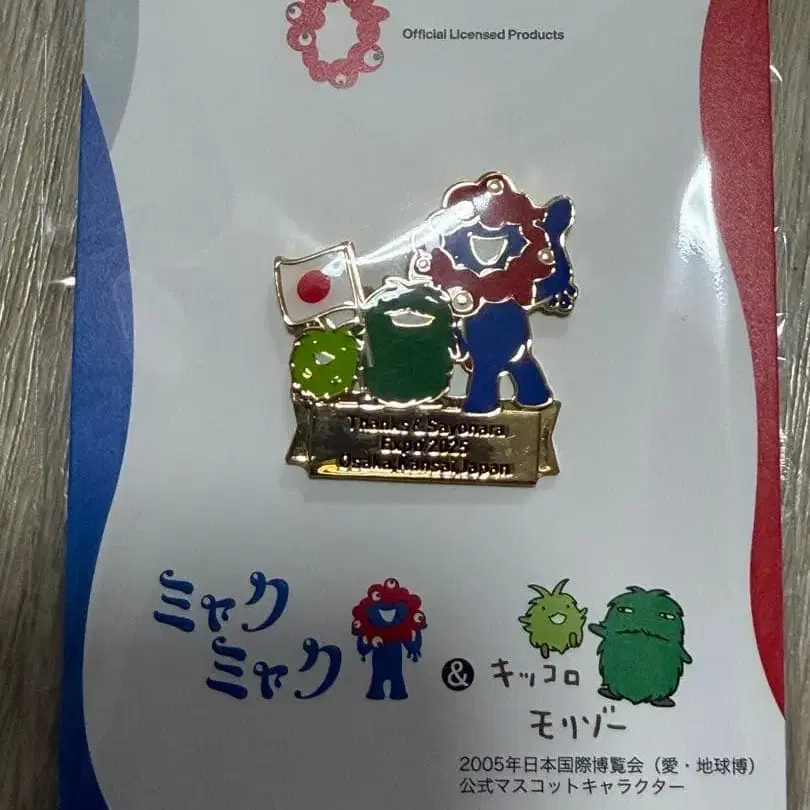 Official Licensed Products
Thanks & Sayonara
Expo 2025
Osaka, Kansai, Japan
ミャク
ミャク
& キッコロ
モリゾー
2005年日本国際博覧会（愛・地球博）
公式マスコットキャラクター